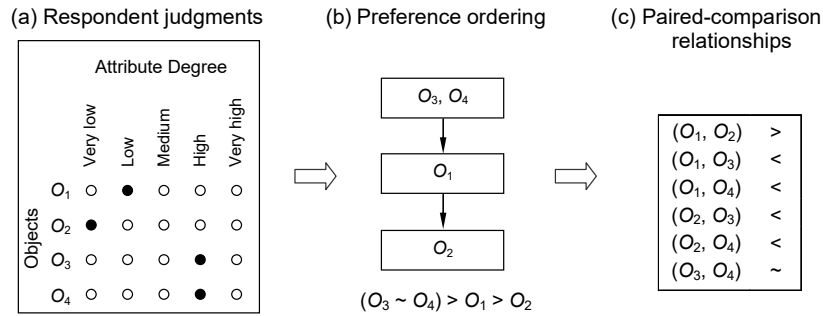 (a) Respondent judgments
Attribute Degree
Very low
Low
Medium
High
Very high
Objects
O1
O2
O3
O4
(b) Preference ordering
O3, O4
O1
O2
(O3 ~ O4) > O1 > O2
(c) Paired-comparison
relationships
(O1, O2) >
(O1, O3) <
(O1, O4) <
(O2, O3) <
(O2, O4) <
(O3, O4) ~